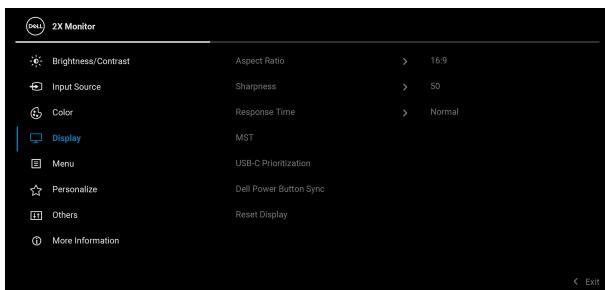 DELL 2X Monitor
Brightness/Contrast Aspect Ratio 16:9
Input Source Sharpness 50
Color Response Time Normal
Display MST
Menu USB-C Prioritization
Personalize Dell Power Button Sync
Others Reset Display
More Information
Exit